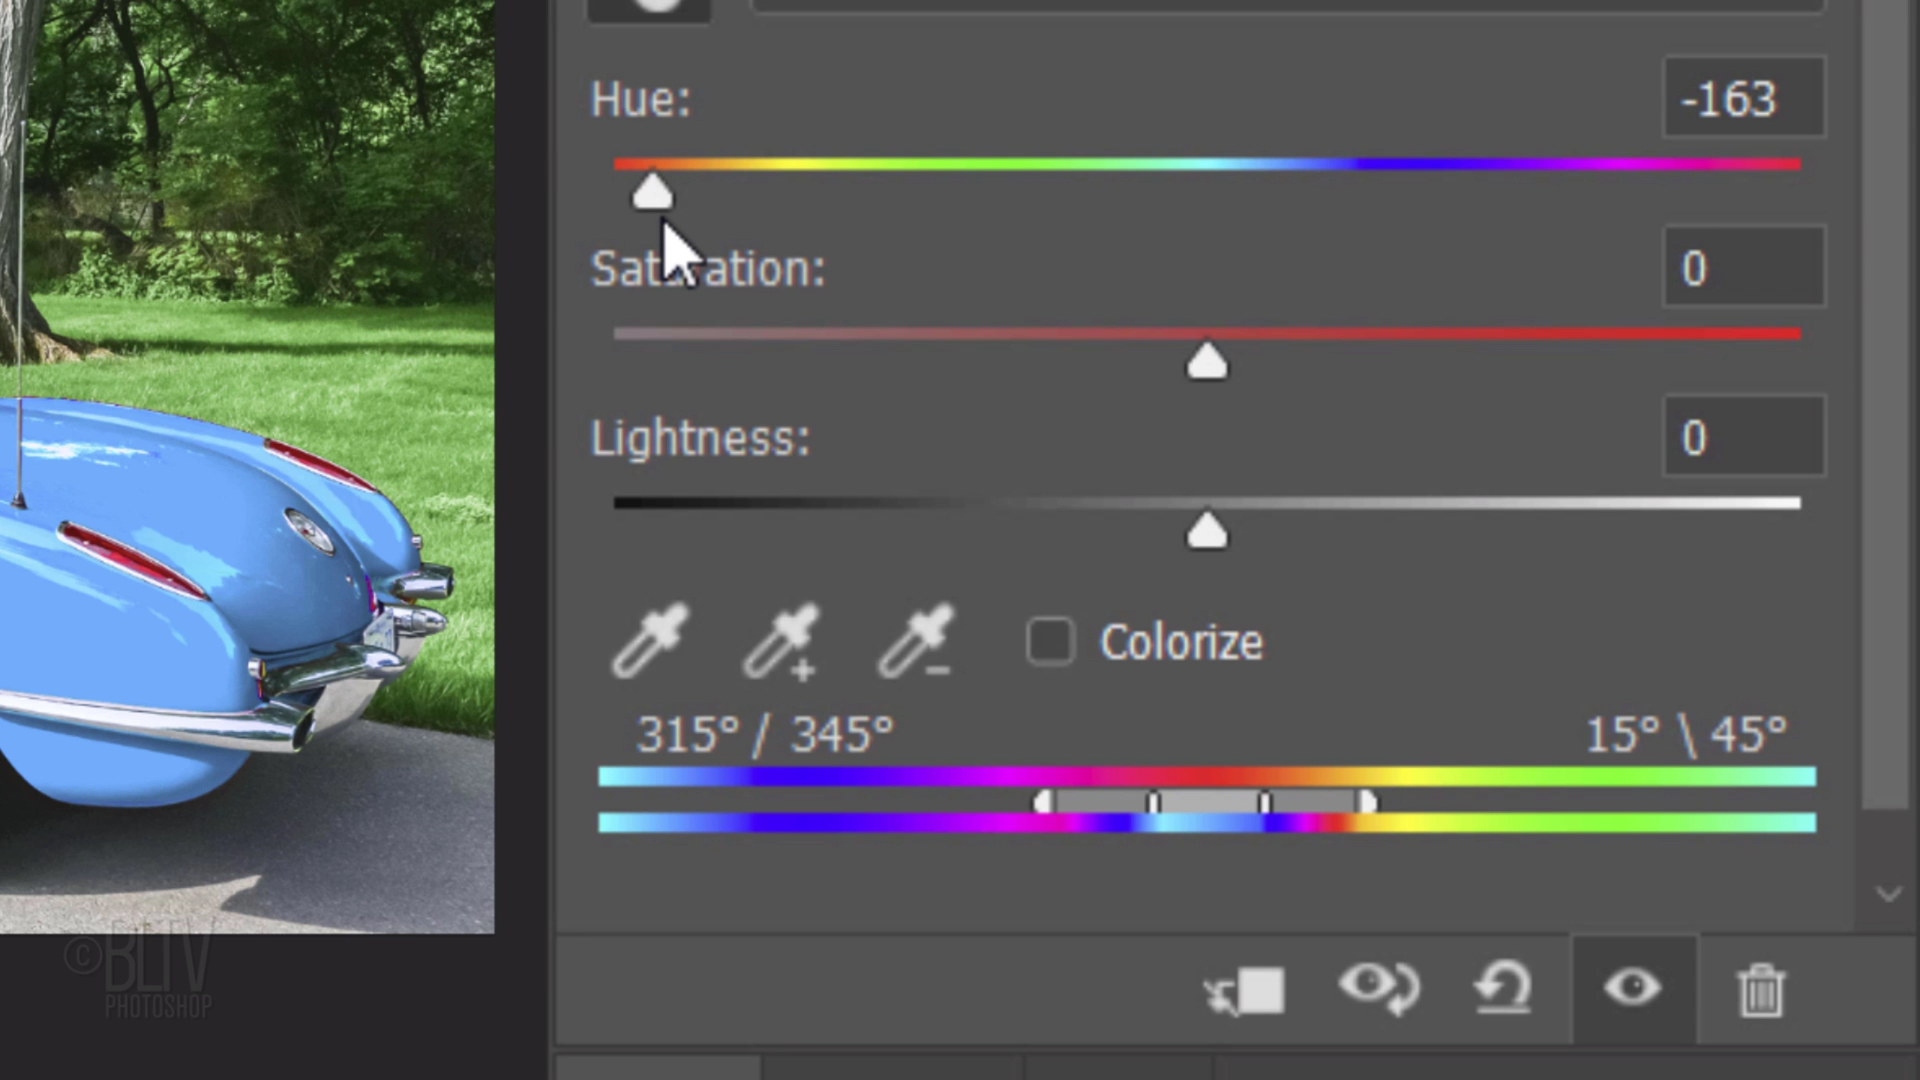 Hue:
-163
Saturation:
0
Lightness:
0
Colorize
315° / 345°
15° \ 45°
©BLTV
PHOTOSHOP